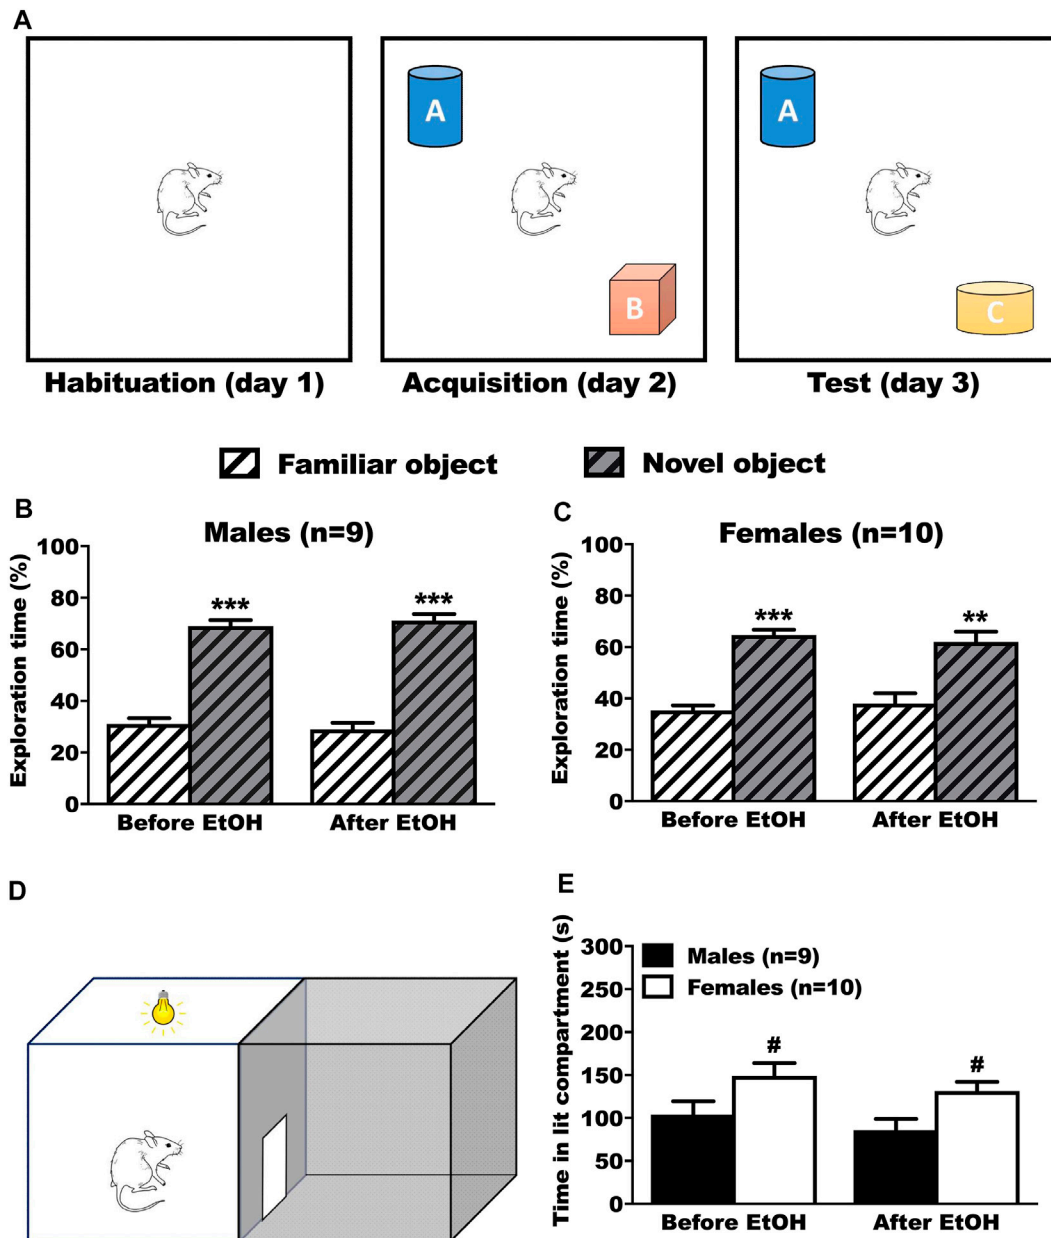 A
A
B
A
C
Habituation (day 1)
Acquisition (day 2)
Test (day 3)
Familiar object
Novel object
B
Males (n=9)
Exploration time (%)
100
80
60
40
20
0
***
***
Before EtOH
After EtOH
C
Females (n=10)
Exploration time (%)
100
80
60
40
20
0
***
**
Before EtOH
After EtOH
D
E
Time in lit compartment (s)
300
250
200
150
100
50
0
Males (n=9)
Females (n=10)
#
#
Before EtOH
After EtOH